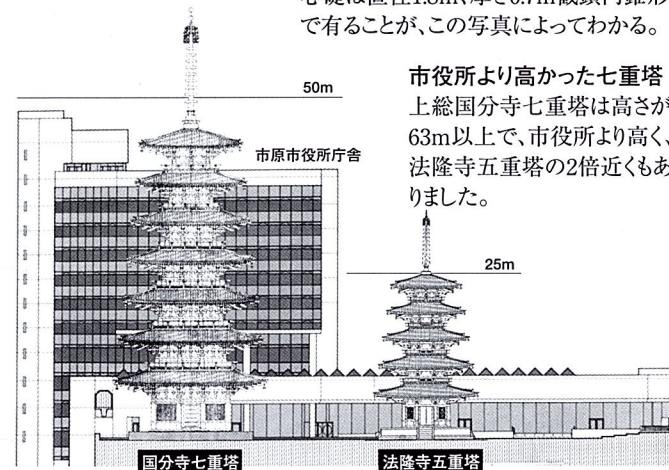 で有ることが、この写真によってわかる。
市役所より高かった七重塔
上総国分寺七重塔は高さが
63m以上で、市役所より高く、
法隆寺五重塔の2倍近くもあ
りました。
50m
市原市役所庁舎
25m
国分寺七重塔
法隆寺五重塔